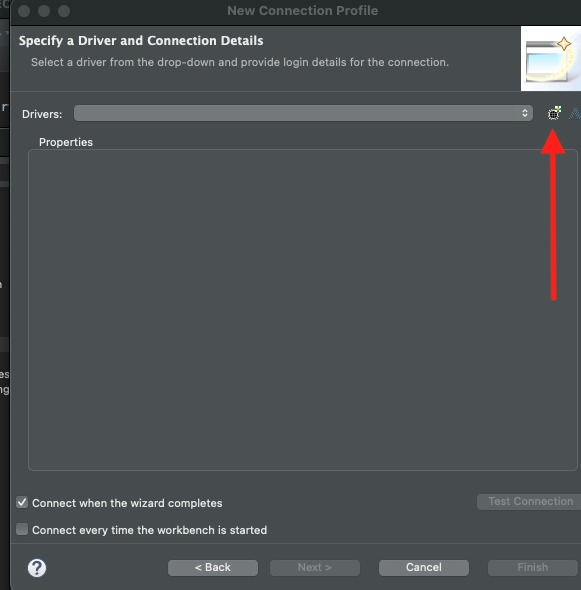 New Connection Profile
Specify a Driver and Connection Details
Select a driver from the drop-down and provide login details for the connection.
Drivers:
Properties
Connect when the wizard completes
Test Connection
Connect every time the workbench is started
?
< Back
Next >
Cancel
Finish